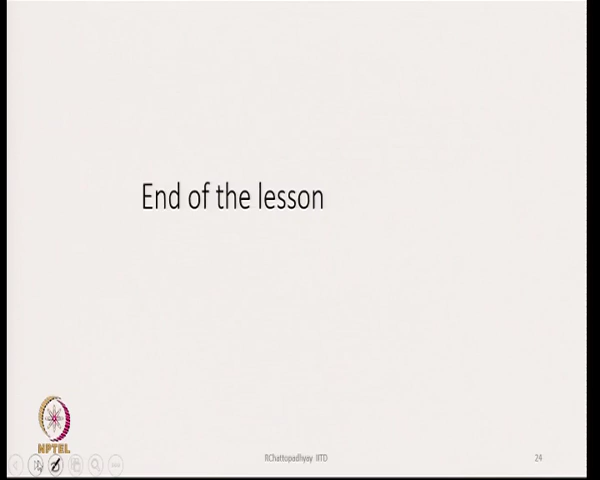 End of the lesson
NPTEL
RChattopadhyay IITD
24